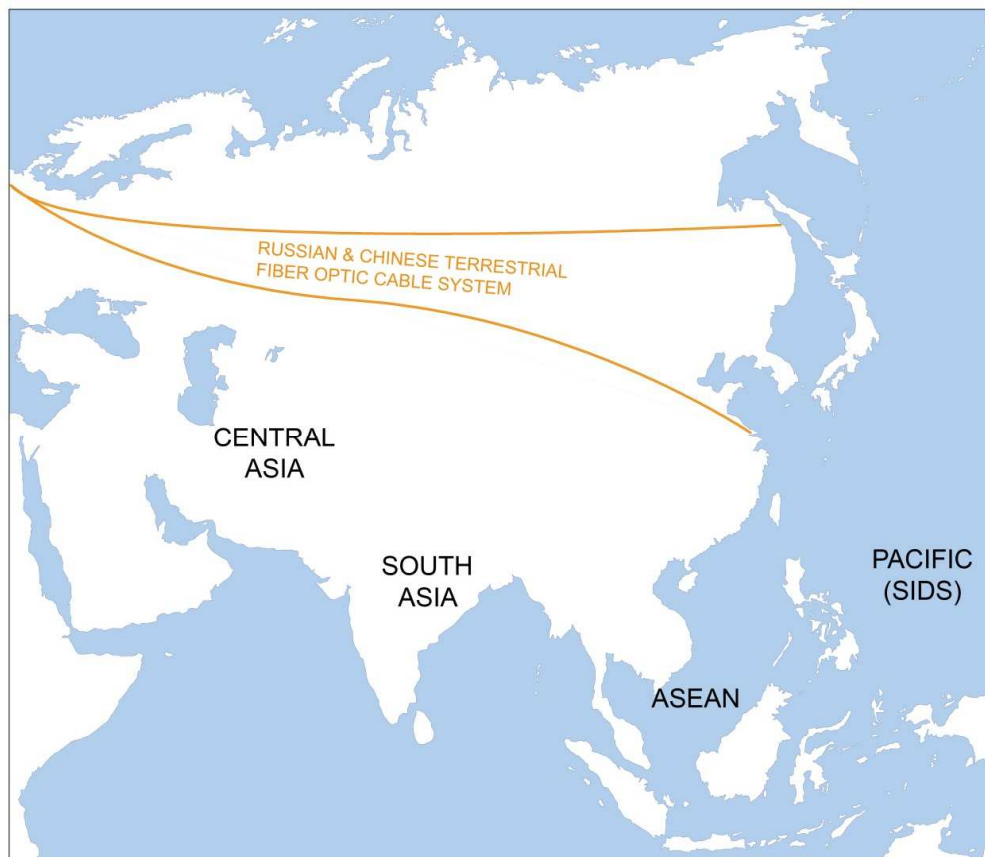 RUSSIAN & CHINESE TERRESTRIAL
FIBER OPTIC CABLE SYSTEM
CENTRAL
ASIA
SOUTH
ASIA
PACIFIC
(SIDS)
ASEAN